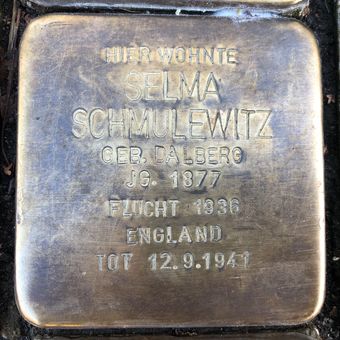 HIER WOHNTE
SELMA
SCHMULEWITZ
GEB. DALBERG
JG. 1877
FLUCHT 1936
ENGLAND
TOT 12.9.1941